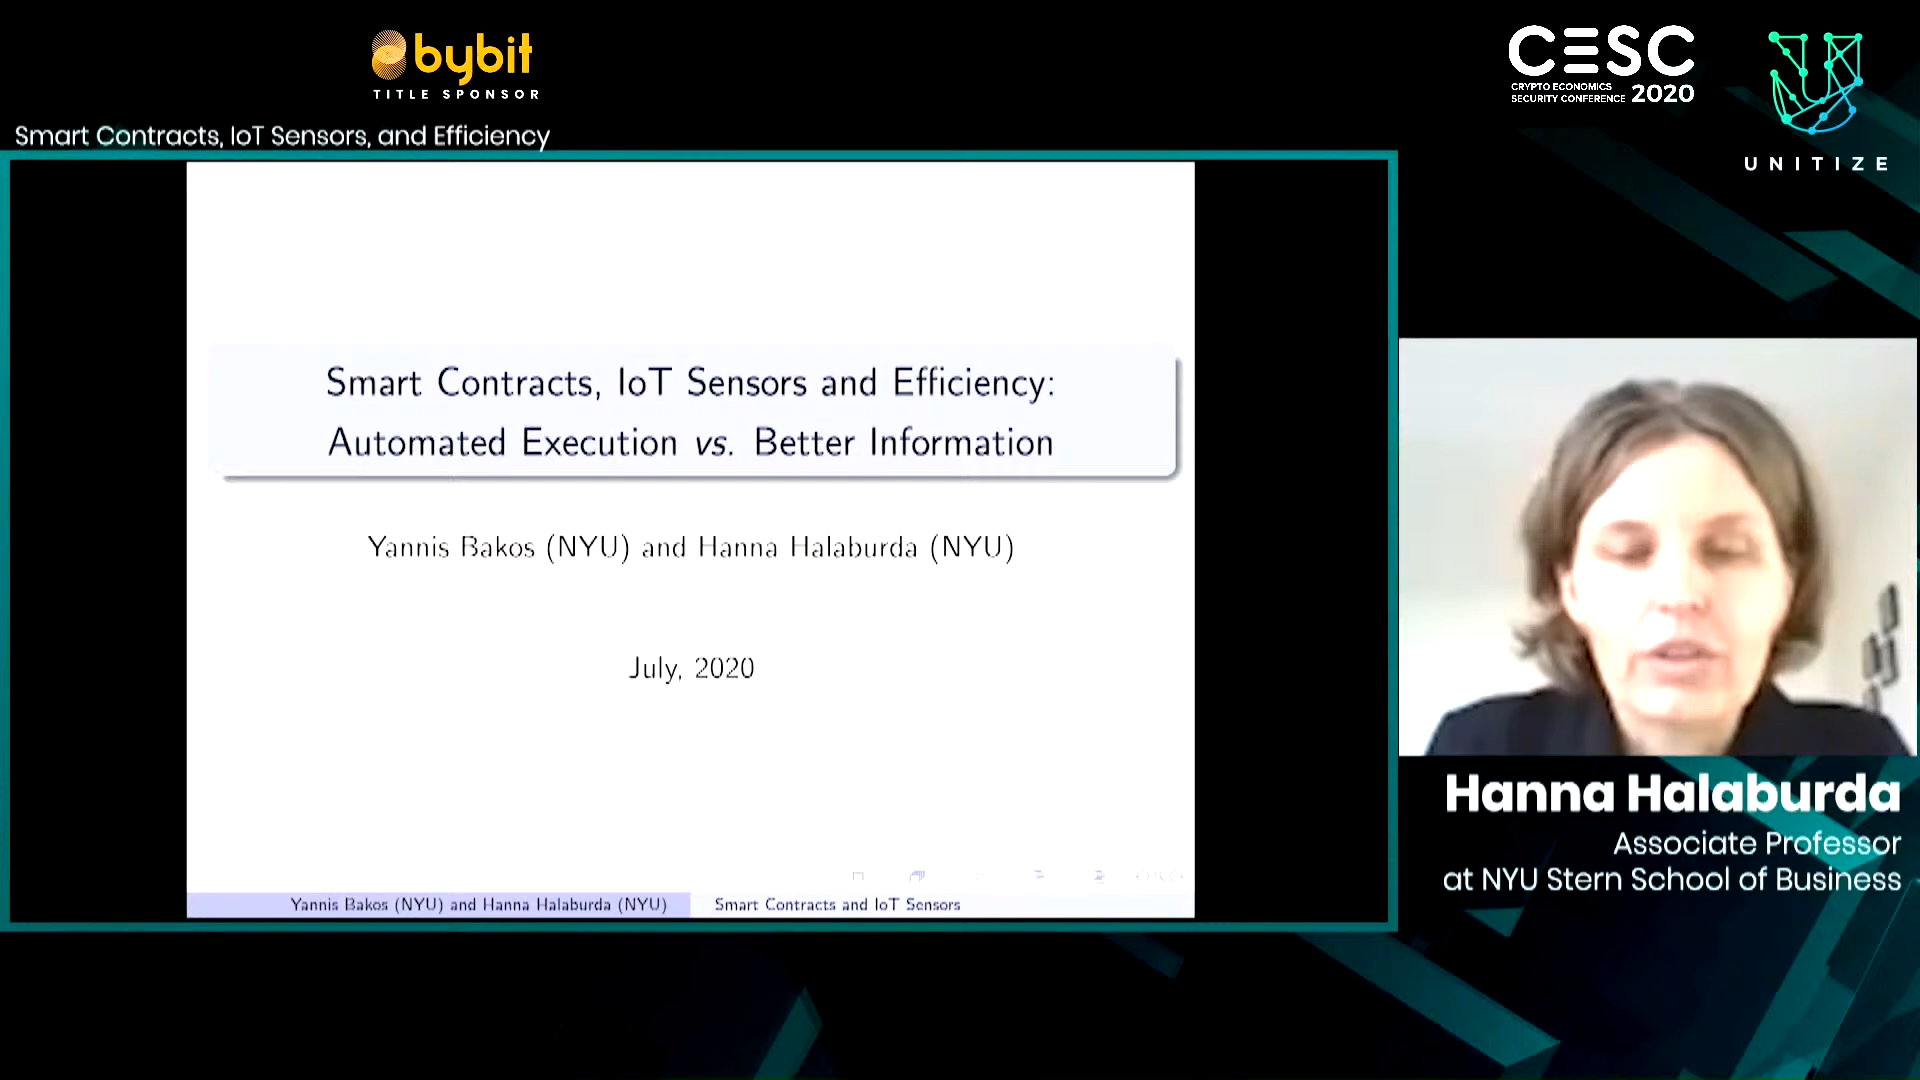 bybit
TITLE SPONSOR
CESC
CRYPTO ECONOMICS
SECURITY CONFERENCE 2020
UNITIZE
Smart Contracts, IoT Sensors, and Efficiency
Smart Contracts, IoT Sensors and Efficiency:
Automated Execution vs. Better Information
Yannis Bakos (NYU) and Hanna Halaburda (NYU)
July, 2020
Yannis Bakos (NYU) and Hanna Halaburda (NYU)
Smart Contracts and IoT Sensors
Hanna Halaburda
Associate Professor
at NYU Stern School of Business